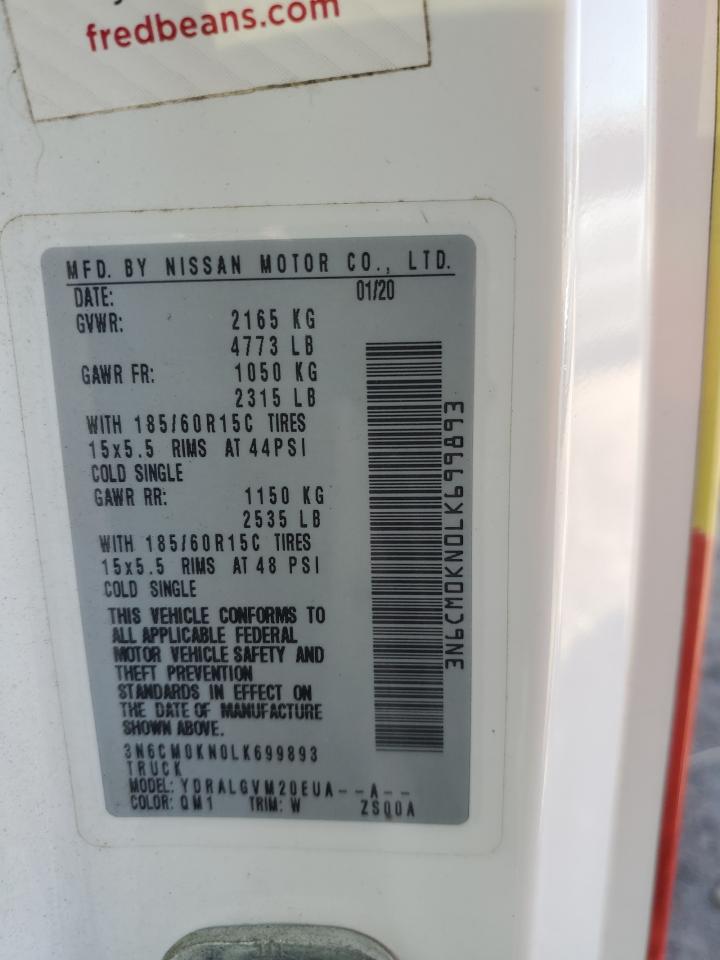 fredbeans.com
MFD. BY NISSAN MOTOR CO., LTD.
DATE: 01/20
GVWR: 2165 KG
4773 LB
GAWR FR: 1050 KG
2315 LB
WITH 185/60R15C TIRES
15x5.5 RIMS AT 44PSI
COLD SINGLE
GAWR RR: 1150 KG
2535 LB
WITH 185/60R15C TIRES
15x5.5 RIMS AT 48 PSI
COLD SINGLE
THIS VEHICLE CONFORMS TO
ALL APPLICABLE FEDERAL
MOTOR VEHICLE SAFETY AND
THEFT PREVENTION
STANDARDS IN EFFECT ON
THE DATE OF MANUFACTURE
SHOWN ABOVE.
3N6CM0KN0LK699893
TRUCK
MODEL: YDRALGVM20EUA--A--
COLOR: QM1 TRIM: W ZSQ0A
3N6CM0KN0LK699893